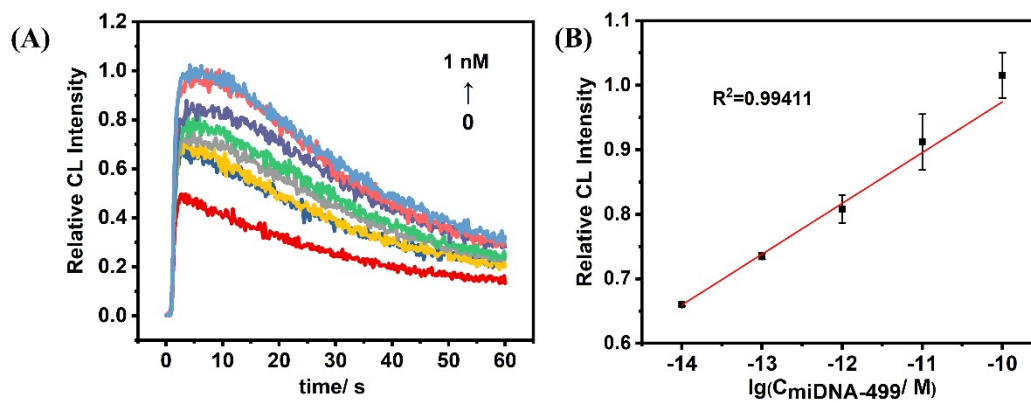 (A)
Relative CL Intensity
1.2
1.0
0.8
0.6
0.4
0.2
0.0
1 nM
↑
0
0 10 20 30 40 50 60
time/ s
(B)
Relative CL Intensity
1.0
0.9
0.8
0.7
0.6
R²=0.99411
-14 -13 -12 -11 -10
lg(CmiDNA-499/ M)